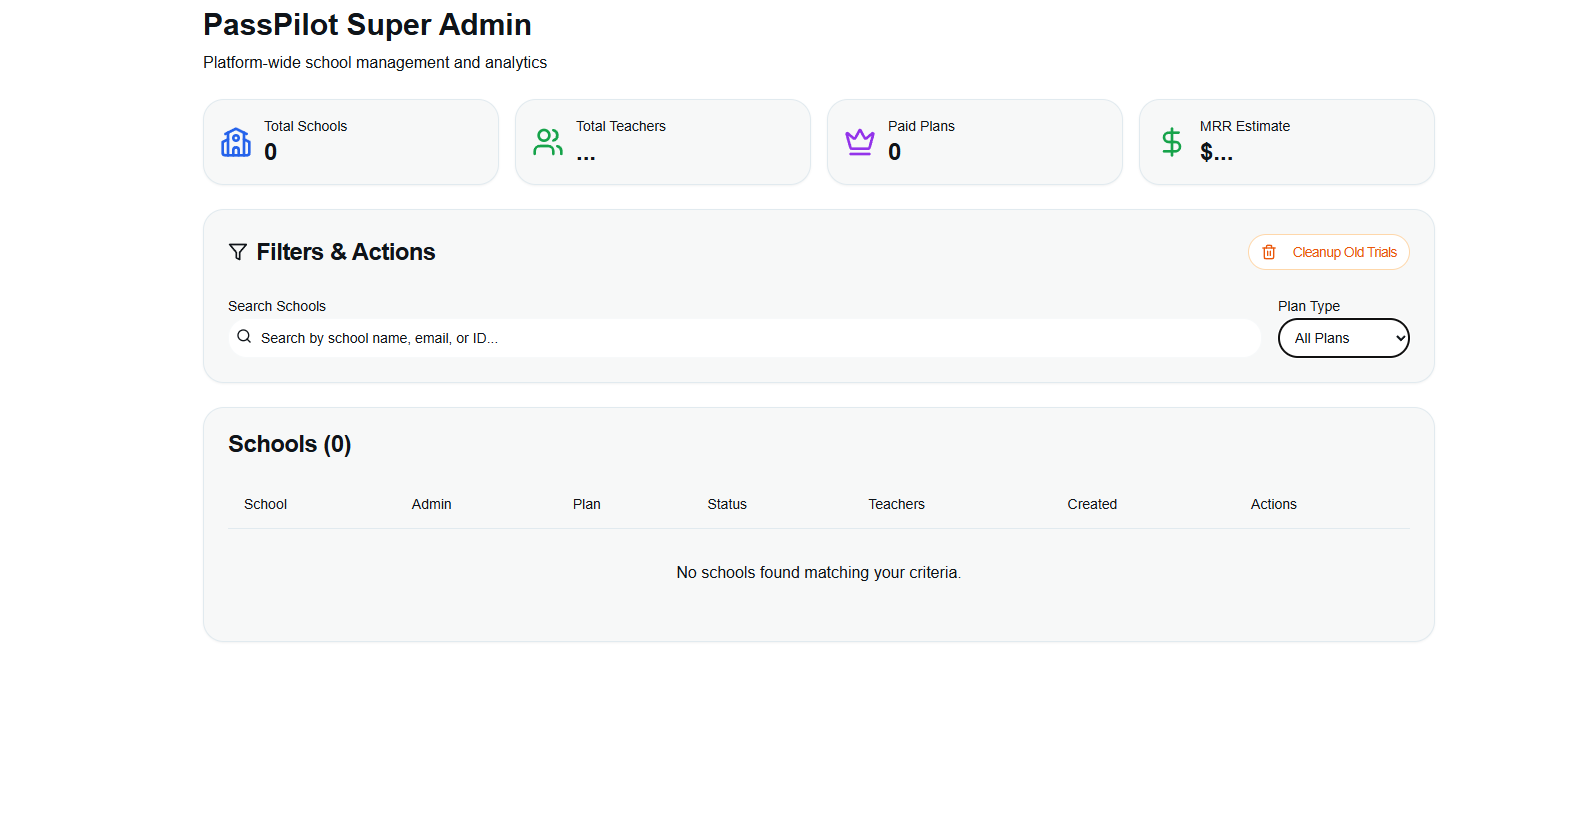 PassPilot Super Admin
Platform-wide school management and analytics
Total Schools
0
Total Teachers
...
Paid Plans
0
MRR Estimate
$...
Filters & Actions
Cleanup Old Trials
Search Schools
Search by school name, email, or ID...
Plan Type
All Plans
Schools (0)
School Admin Plan Status Teachers Created Actions
No schools found matching your criteria.